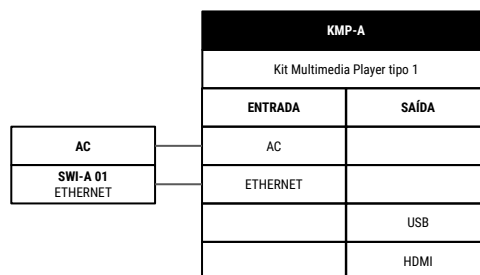 KMP-A
Kit Multimedia Player tipo 1
ENTRADA SAÍDA
AC AC
SWI-A 01
ETHERNET ETHERNET
USB
HDMI